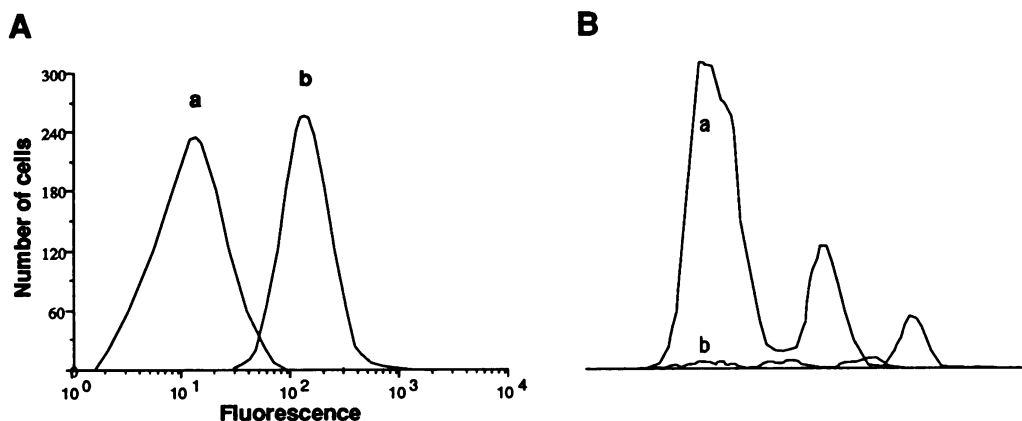 A
B
Number of cells
300
240
180
120
60
a
b
10^0
10^1
10^2
10^3
10^4
Fluorescence
a
b